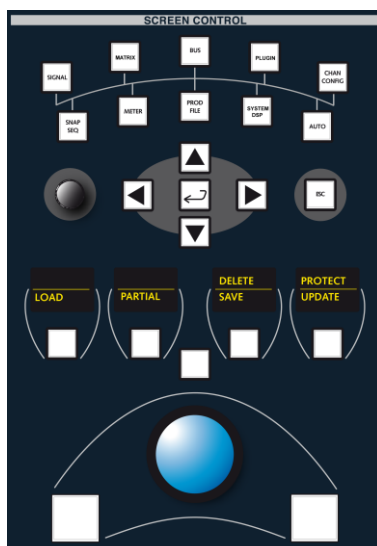 SCREEN CONTROL
BUS
MATRIX
PLUGIN
SIGNAL
CHAN
CONFIG
SNAP
SEQ
METER
PROD
FILE
SYSTEM
DSP
AUTO
ESC
DELETE
PROTECT
LOAD
PARTIAL
SAVE
UPDATE